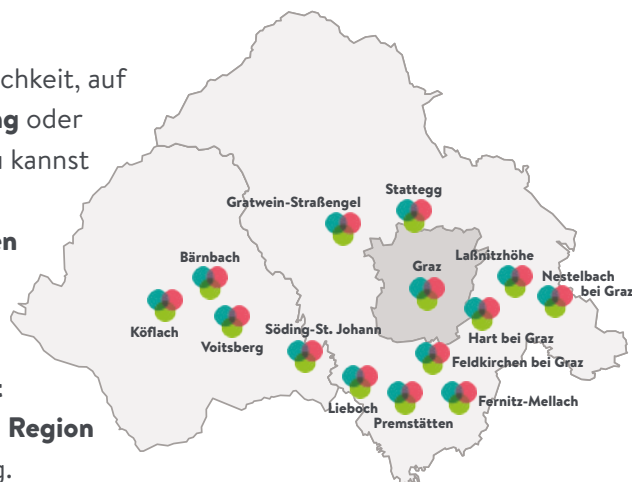 chkeit, auf
g oder
kannst
en
Region
g.
Stattegg
Gratwein-Straßengel
Laßnitzhöhe
Graz
Nestelbach
bei Graz
Bärnbach
Köflach
Voitsberg
Söding-St. Johann
Hart bei Graz
Feldkirchen bei Graz
Lieboch
Fernitz-Mellach
Premstätten